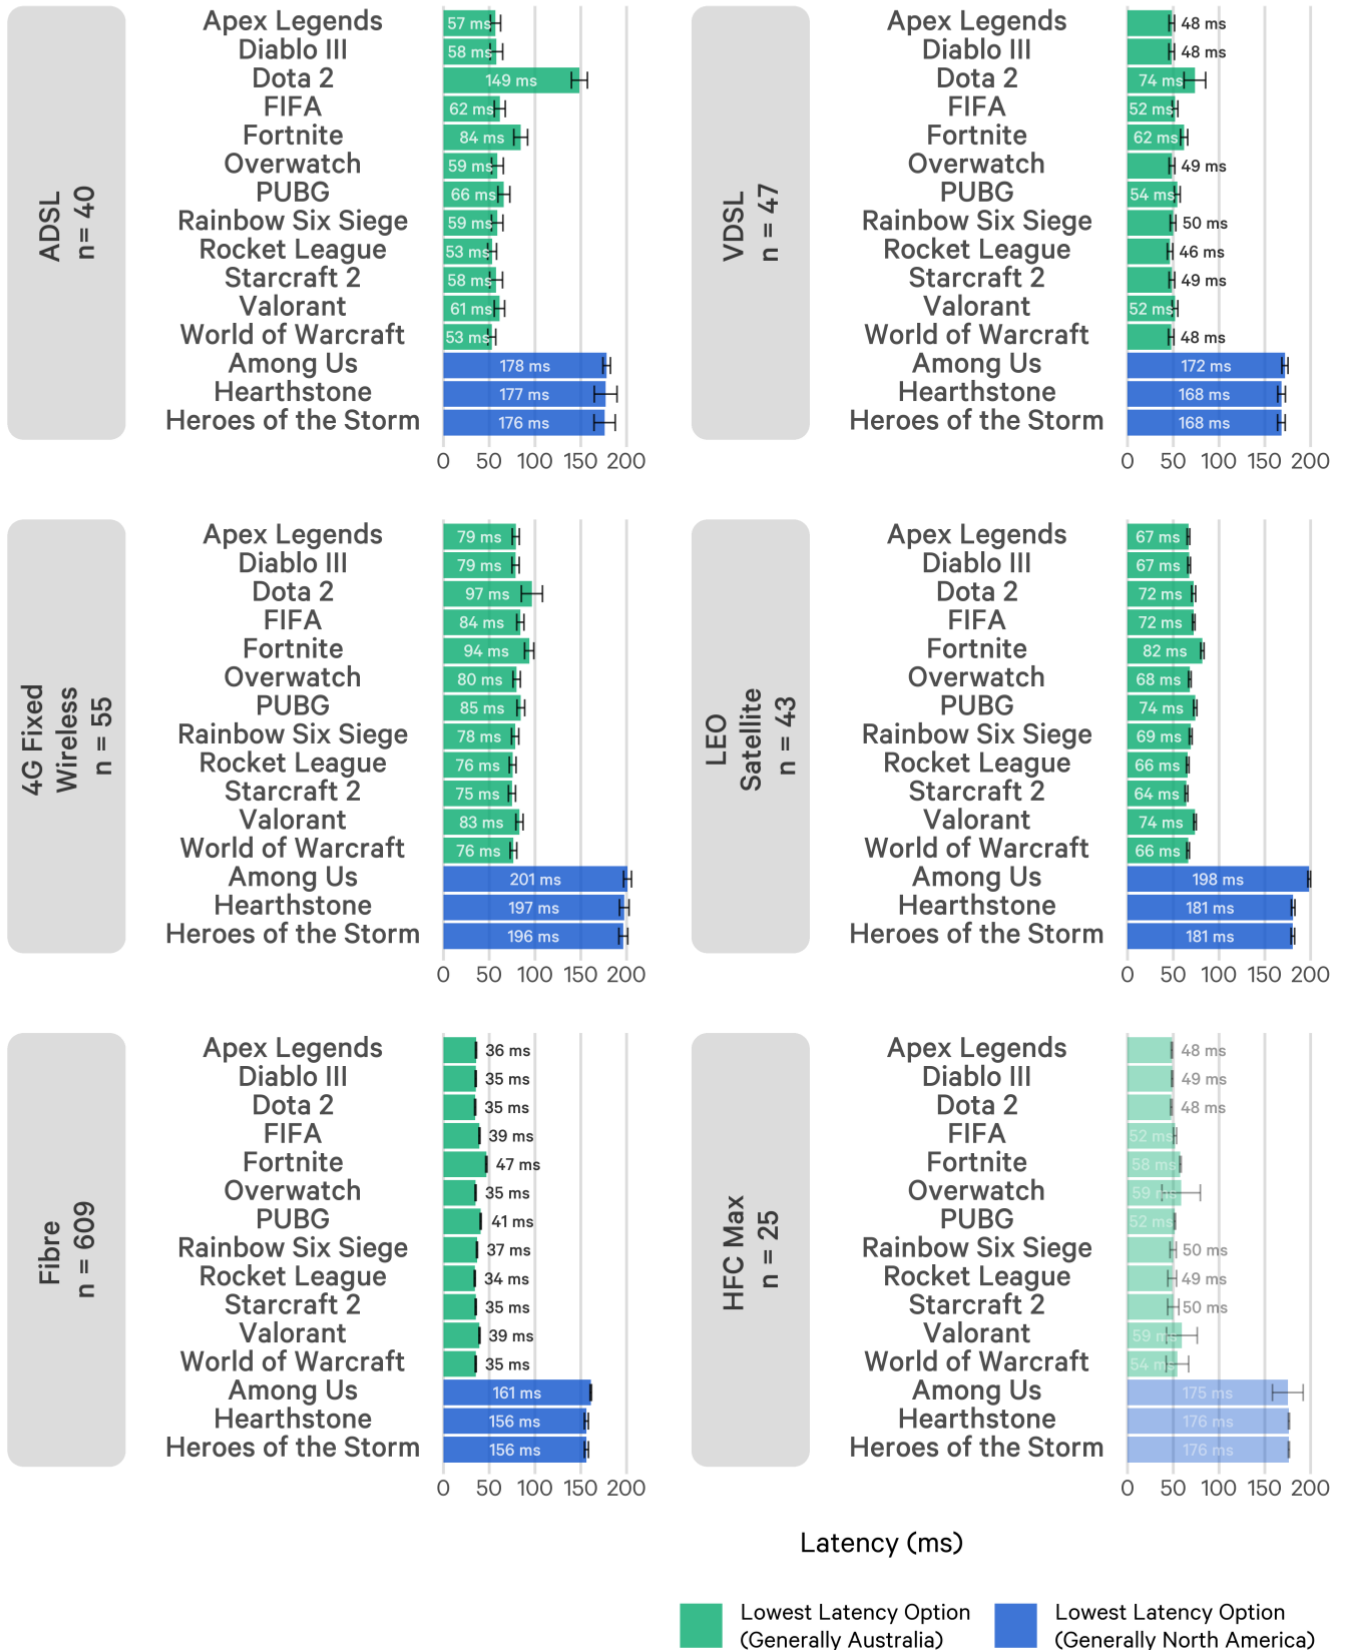 ADSL
n= 40
Apex Legends 57 ms
Diablo III 58 ms
Dota 2 149 ms
FIFA 62 ms
Fortnite 84 ms
Overwatch 59 ms
PUBG 66 ms
Rainbow Six Siege 59 ms
Rocket League 53 ms
Starcraft 2 58 ms
Valorant 61 ms
World of Warcraft 53 ms
Among Us 178 ms
Hearthstone 177 ms
Heroes of the Storm 176 ms
0 50 100 150 200
VDSL
n = 47
Apex Legends 48 ms
Diablo III 48 ms
Dota 2 74 ms
FIFA 52 ms
Fortnite 62 ms
Overwatch 49 ms
PUBG 54 ms
Rainbow Six Siege 50 ms
Rocket League 46 ms
Starcraft 2 49 ms
Valorant 52 ms
World of Warcraft 48 ms
Among Us 172 ms
Hearthstone 168 ms
Heroes of the Storm 168 ms
0 50 100 150 200
4G Fixed
Wireless
n = 55
Apex Legends 79 ms
Diablo III 79 ms
Dota 2 97 ms
FIFA 84 ms
Fortnite 94 ms
Overwatch 80 ms
PUBG 85 ms
Rainbow Six Siege 78 ms
Rocket League 76 ms
Starcraft 2 75 ms
Valorant 83 ms
World of Warcraft 76 ms
Among Us 201 ms
Hearthstone 197 ms
Heroes of the Storm 196 ms
0 50 100 150 200
LEO
Satellite
n = 43
Apex Legends 67 ms
Diablo III 67 ms
Dota 2 72 ms
FIFA 72 ms
Fortnite 82 ms
Overwatch 68 ms
PUBG 74 ms
Rainbow Six Siege 69 ms
Rocket League 66 ms
Starcraft 2 64 ms
Valorant 74 ms
World of Warcraft 66 ms
Among Us 198 ms
Hearthstone 181 ms
Heroes of the Storm 181 ms
0 50 100 150 200
Fibre
n = 609
Apex Legends 36 ms
Diablo III 35 ms
Dota 2 35 ms
FIFA 39 ms
Fortnite 47 ms
Overwatch 35 ms
PUBG 41 ms
Rainbow Six Siege 37 ms
Rocket League 34 ms
Starcraft 2 35 ms
Valorant 39 ms
World of Warcraft 35 ms
Among Us 161 ms
Hearthstone 156 ms
Heroes of the Storm 156 ms
0 50 100 150 200
HFC Max
n = 25
Apex Legends 48 ms
Diablo III 49 ms
Dota 2 48 ms
FIFA 52 ms
Fortnite 58 ms
Overwatch 59 ms
PUBG 52 ms
Rainbow Six Siege 50 ms
Rocket League 49 ms
Starcraft 2 50 ms
Valorant 59 ms
World of Warcraft 54 ms
Among Us 175 ms
Hearthstone 176 ms
Heroes of the Storm 176 ms
0 50 100 150 200
Latency (ms)
Lowest Latency Option
(Generally Australia)
Lowest Latency Option
(Generally North America)